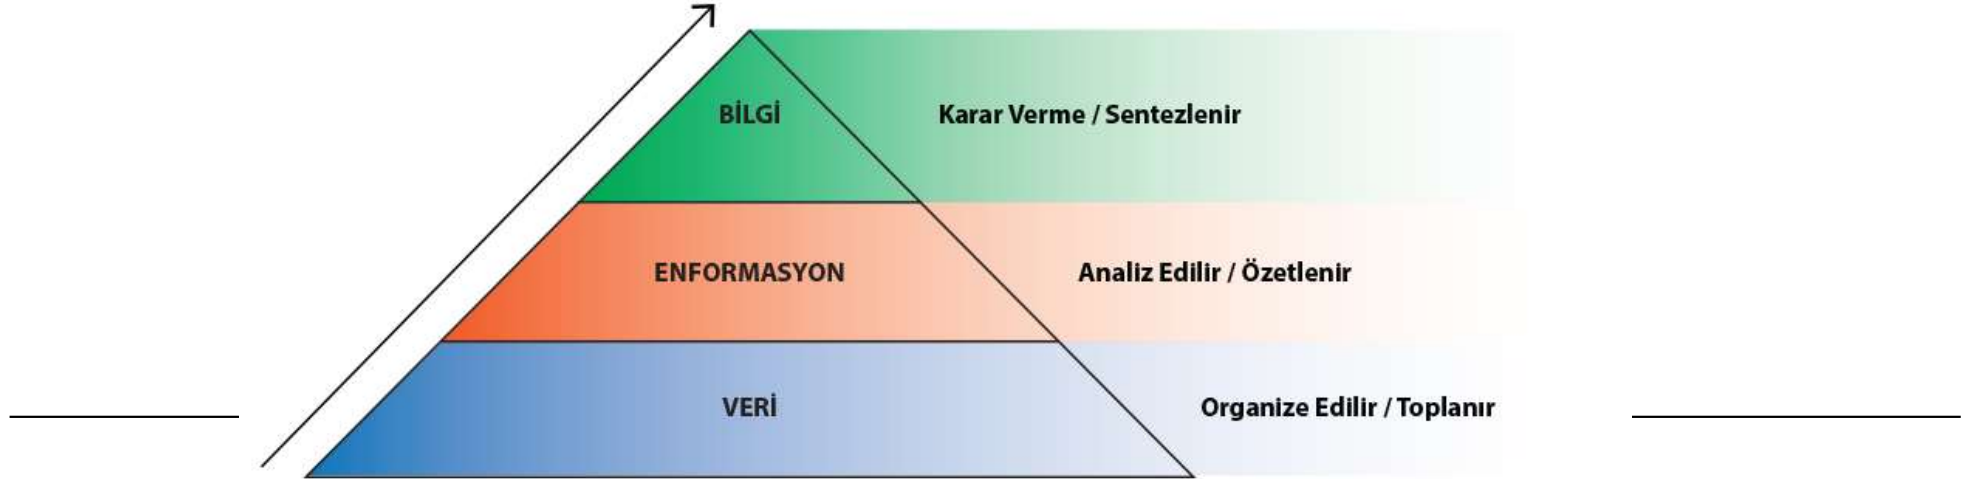 BİLGİ Karar Verme / Sentezlenir
ENFORMASYON Analiz Edilir / Özetlenir
VERİ Organize Edilir / Toplanır